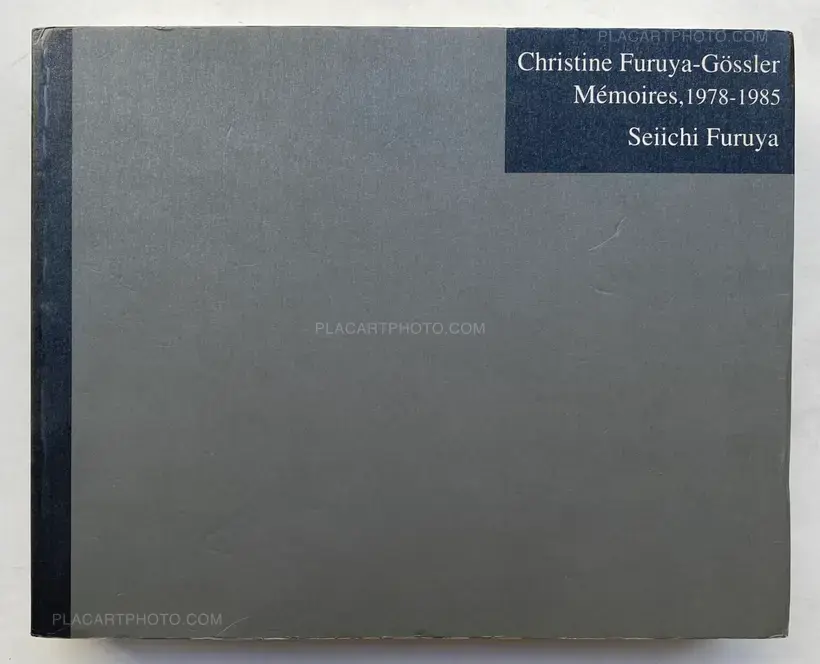 PLACARTPHOTO.COM
Christine Furuya-Gössler
Mémoires,1978-1985
Seiichi Furuya
PLACARTPHOTO.COM
PLACARTPHOTO.COM